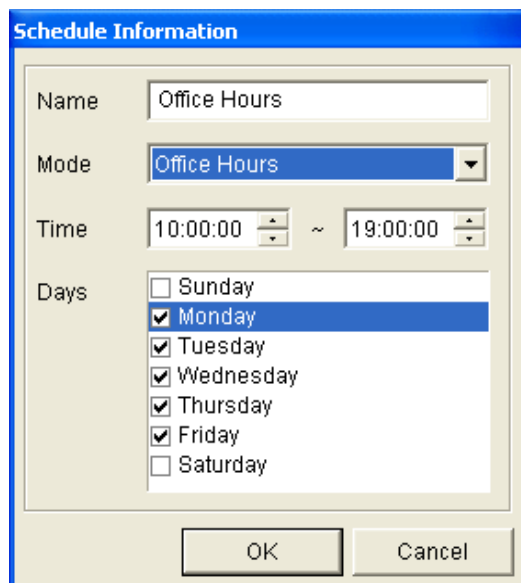 Schedule Information
Name Office Hours
Mode Office Hours
Time 10:00:00 ~ 19:00:00
Days
Sunday
Monday
Tuesday
Wednesday
Thursday
Friday
Saturday
OK Cancel